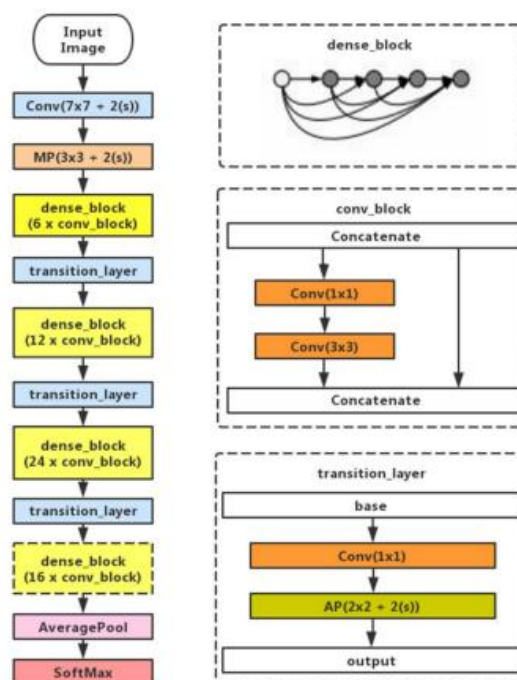 Input
Image
Conv(7x7 + 2(s))
MP(3x3 + 2(s))
dense_block
(6 x conv_block)
transition_layer
dense_block
(12 x conv_block)
transition_layer
dense_block
(24 x conv_block)
transition_layer
dense_block
(16 x conv_block)
AveragePool
SoftMax
dense_block
conv_block
Concatenate
Conv(1x1)
Conv(3x3)
Concatenate
transition_layer
base
Conv(1x1)
AP(2x2 + 2(s))
output